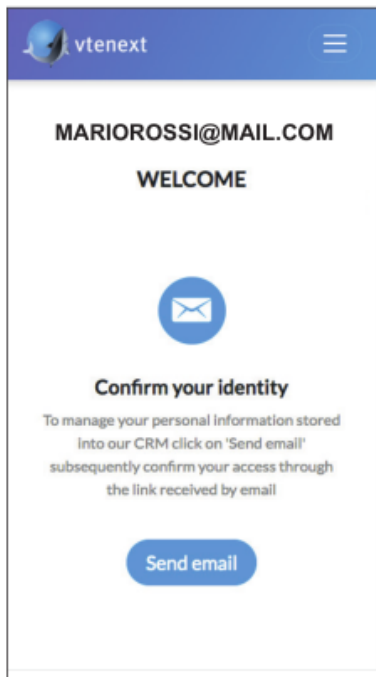 vtenext
MARIOROSSI@MAIL.COM
WELCOME
Confirm your identity
To manage your personal information stored
into our CRM click on 'Send email'
subsequently confirm your access through
the link received by email
Send email